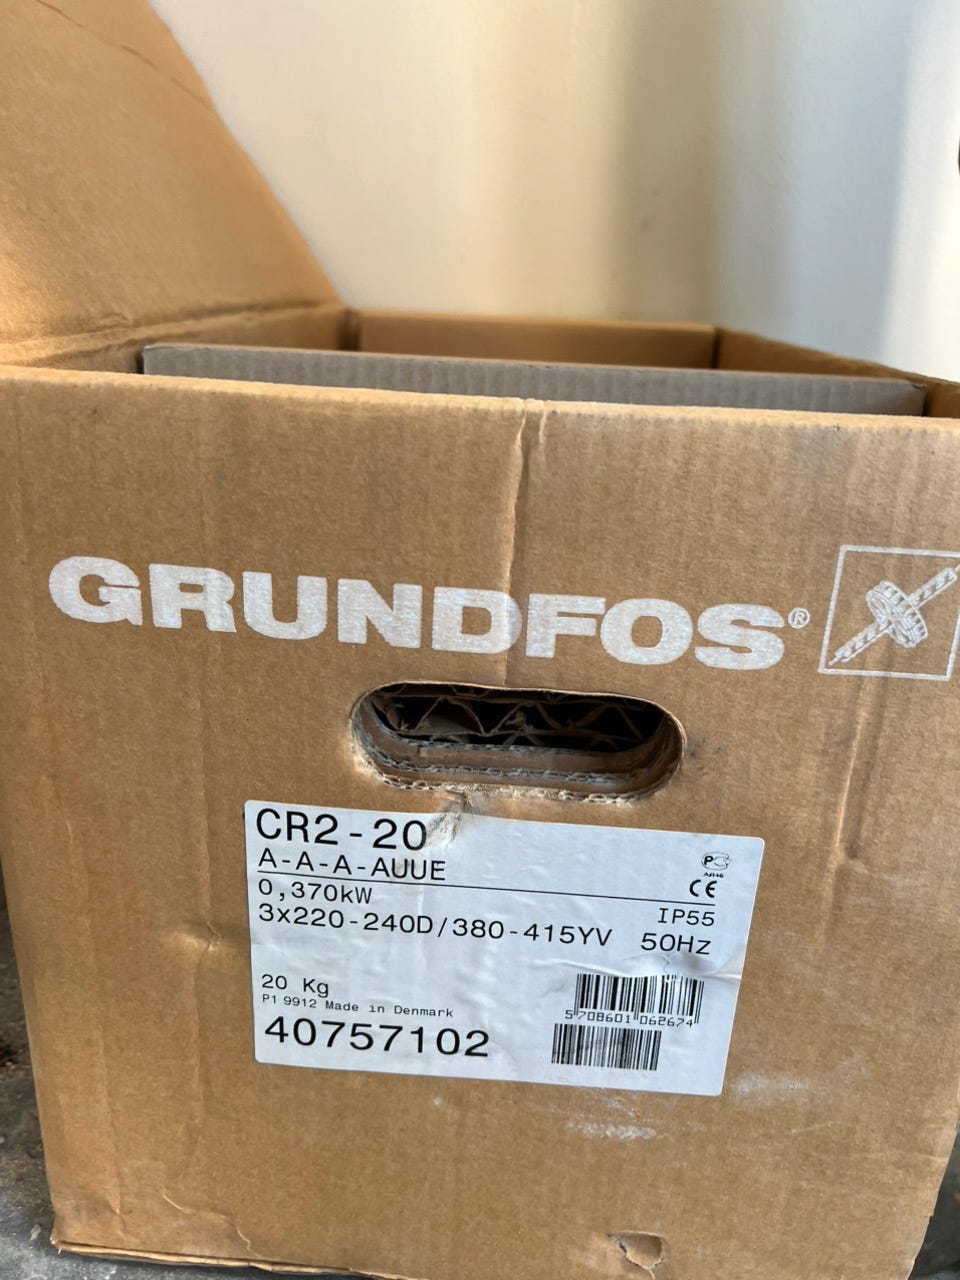 GRUNDFOS®
CR2-20
A-A-A-AUUE
0,370kW
IP55
3x220-240D/380-415YV 50Hz
20 Kg
P1 9912 Made in Denmark
40757102
5 708601 062674
CE